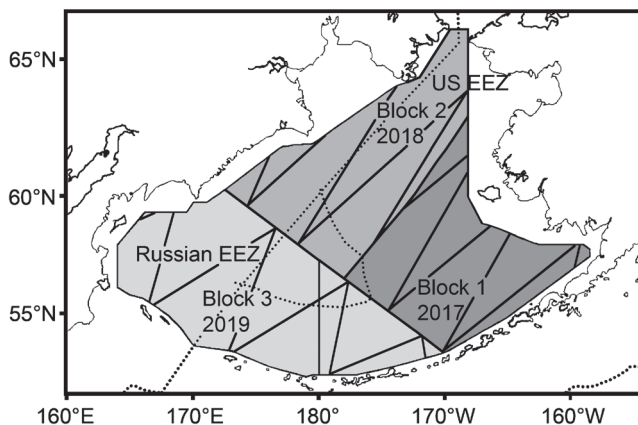 65°N
US EEZ
Block 2
2018
60°N
Russian EEZ
Block 1
2017
Block 3
2019
55°N
160°E
170°E
180°
170°W
160°W